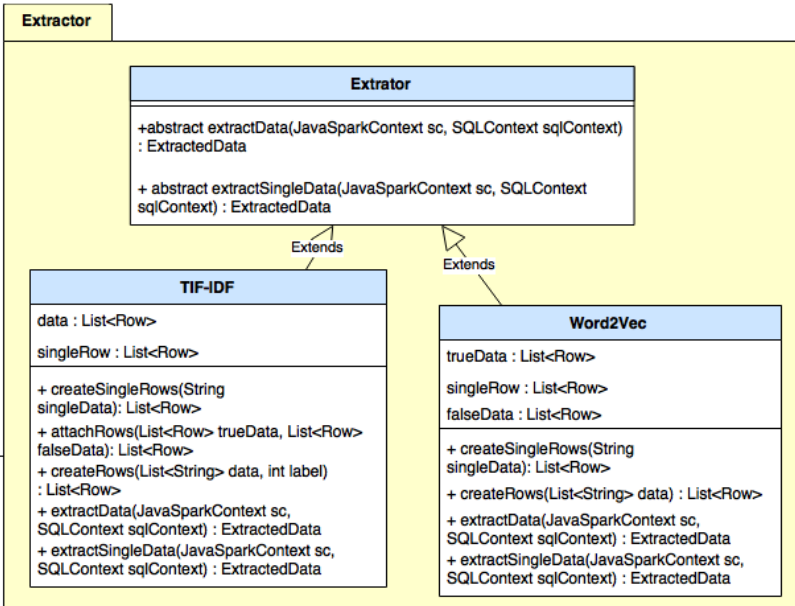 Extractor
Extrator
+abstract extractData(JavaSparkContext sc, SQLContext sqlContext)
: ExtractedData
+ abstract extractSingleData(JavaSparkContext sc, SQLContext
sqlContext) : ExtractedData
Extends
Extends
TIF-IDF
data : List<Row>
singleRow : List<Row>
+ createSingleRows(String
singleData): List<Row>
+ attachRows(List<Row> trueData, List<Row>
falseData): List<Row>
+ createRows(List<String> data, int label)
: List<Row>
+ extractData(JavaSparkContext sc,
SQLContext sqlContext) : ExtractedData
+ extractSingleData(JavaSparkContext sc,
SQLContext sqlContext) : ExtractedData
Word2Vec
trueData : List<Row>
singleRow : List<Row>
falseData : List<Row>
+ createSingleRows(String
singleData): List<Row>
+ createRows(List<String> data) : List<Row>
+ extractData(JavaSparkContext sc,
SQLContext sqlContext) : ExtractedData
+ extractSingleData(JavaSparkContext sc,
SQLContext sqlContext) : ExtractedData